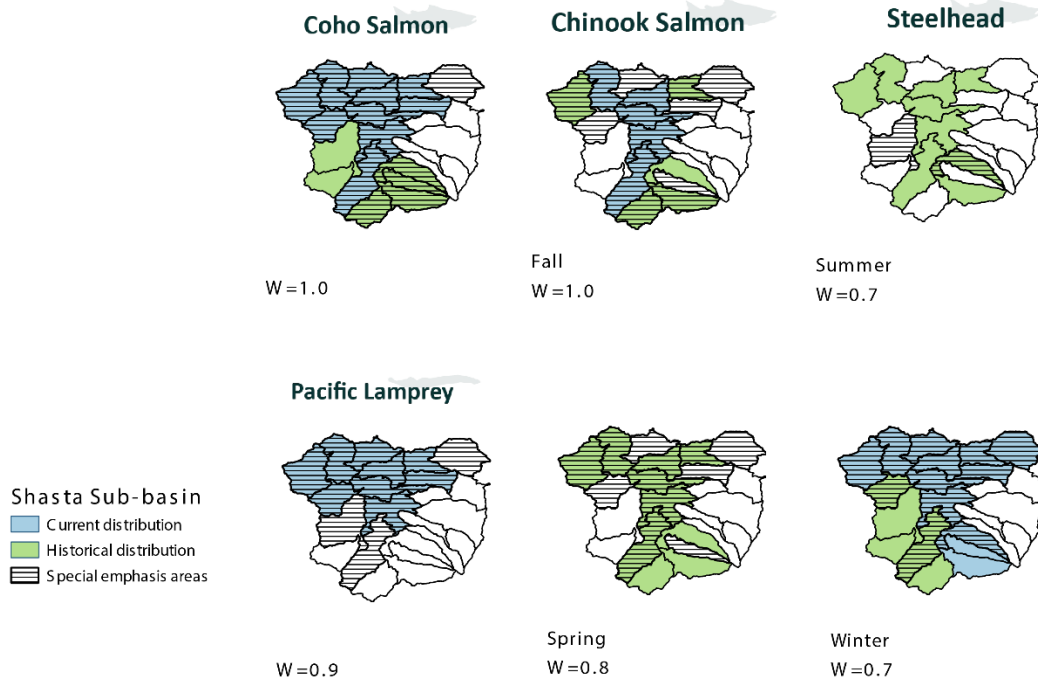 Coho Salmon
Chinook Salmon
Steelhead
W=1.0
Fall
W=1.0
Summer
W=0.7
Pacific Lamprey
Shasta Sub-basin
Current distribution
Historical distribution
Special emphasis areas
W=0.9
Spring
W=0.8
Winter
W=0.7